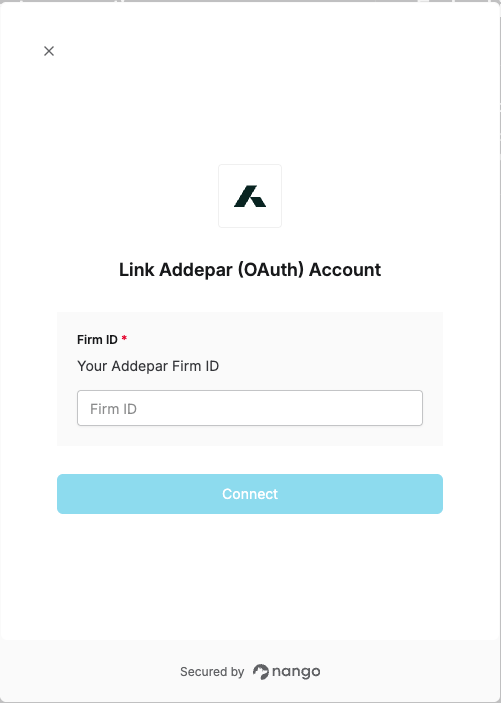 Link Addepar (OAuth) Account
Firm ID *
Your Addepar Firm ID
Firm ID
Connect
Secured by nango